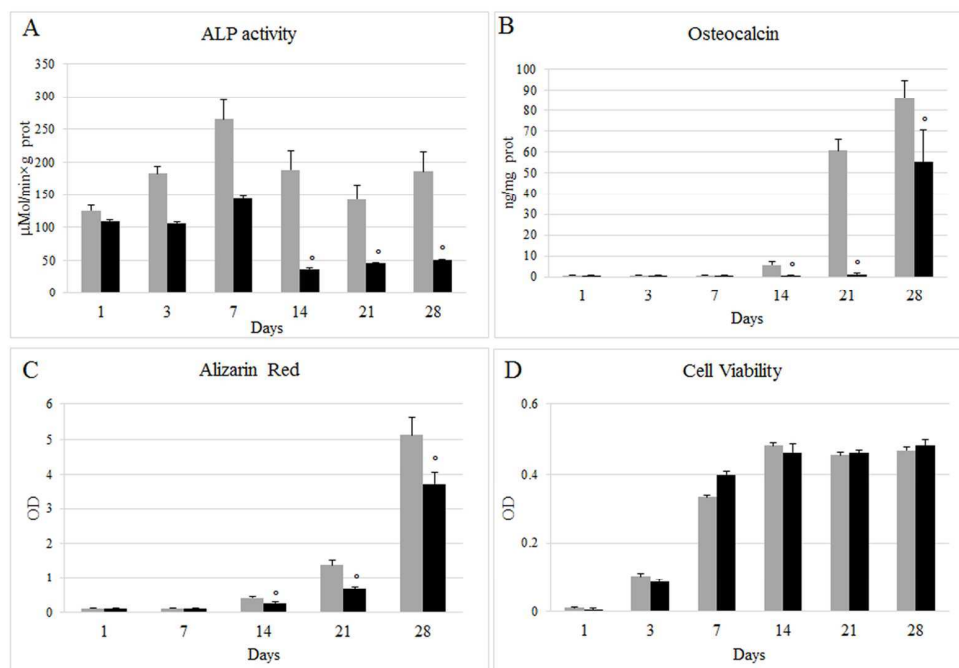 A
ALP activity
μMol/min× g prot
350
300
250
200
150
100
50
0
1 3 7 14 21 28
Days
B
Osteocalcin
ng/mg prot
100
90
80
70
60
50
40
30
20
10
0
1 3 7 14 21 28
Days
C
Alizarin Red
OD
6
5
4
3
2
1
0
1 7 14 21 28
Days
D
Cell Viability
OD
0.6
0.4
0.2
0
1 3 7 14 21 28
Days